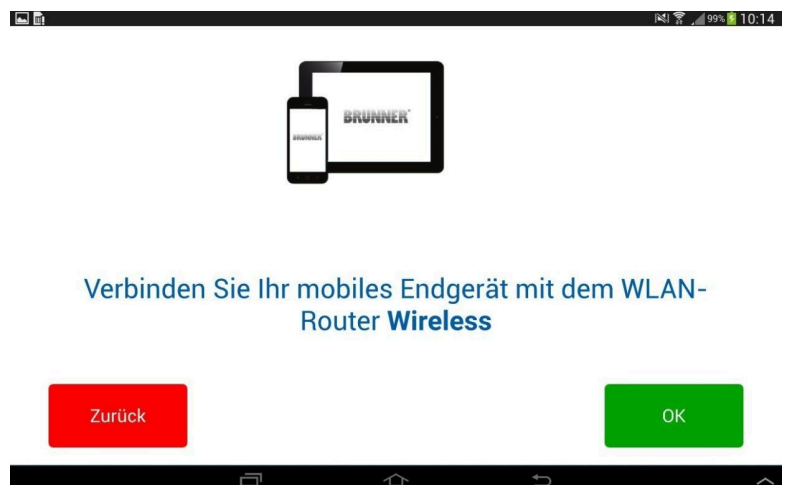 99% 10:14
BRUNNER
BRUNNER
Verbinden Sie Ihr mobiles Endgerät mit dem WLAN-
Router Wireless
Zurück
OK